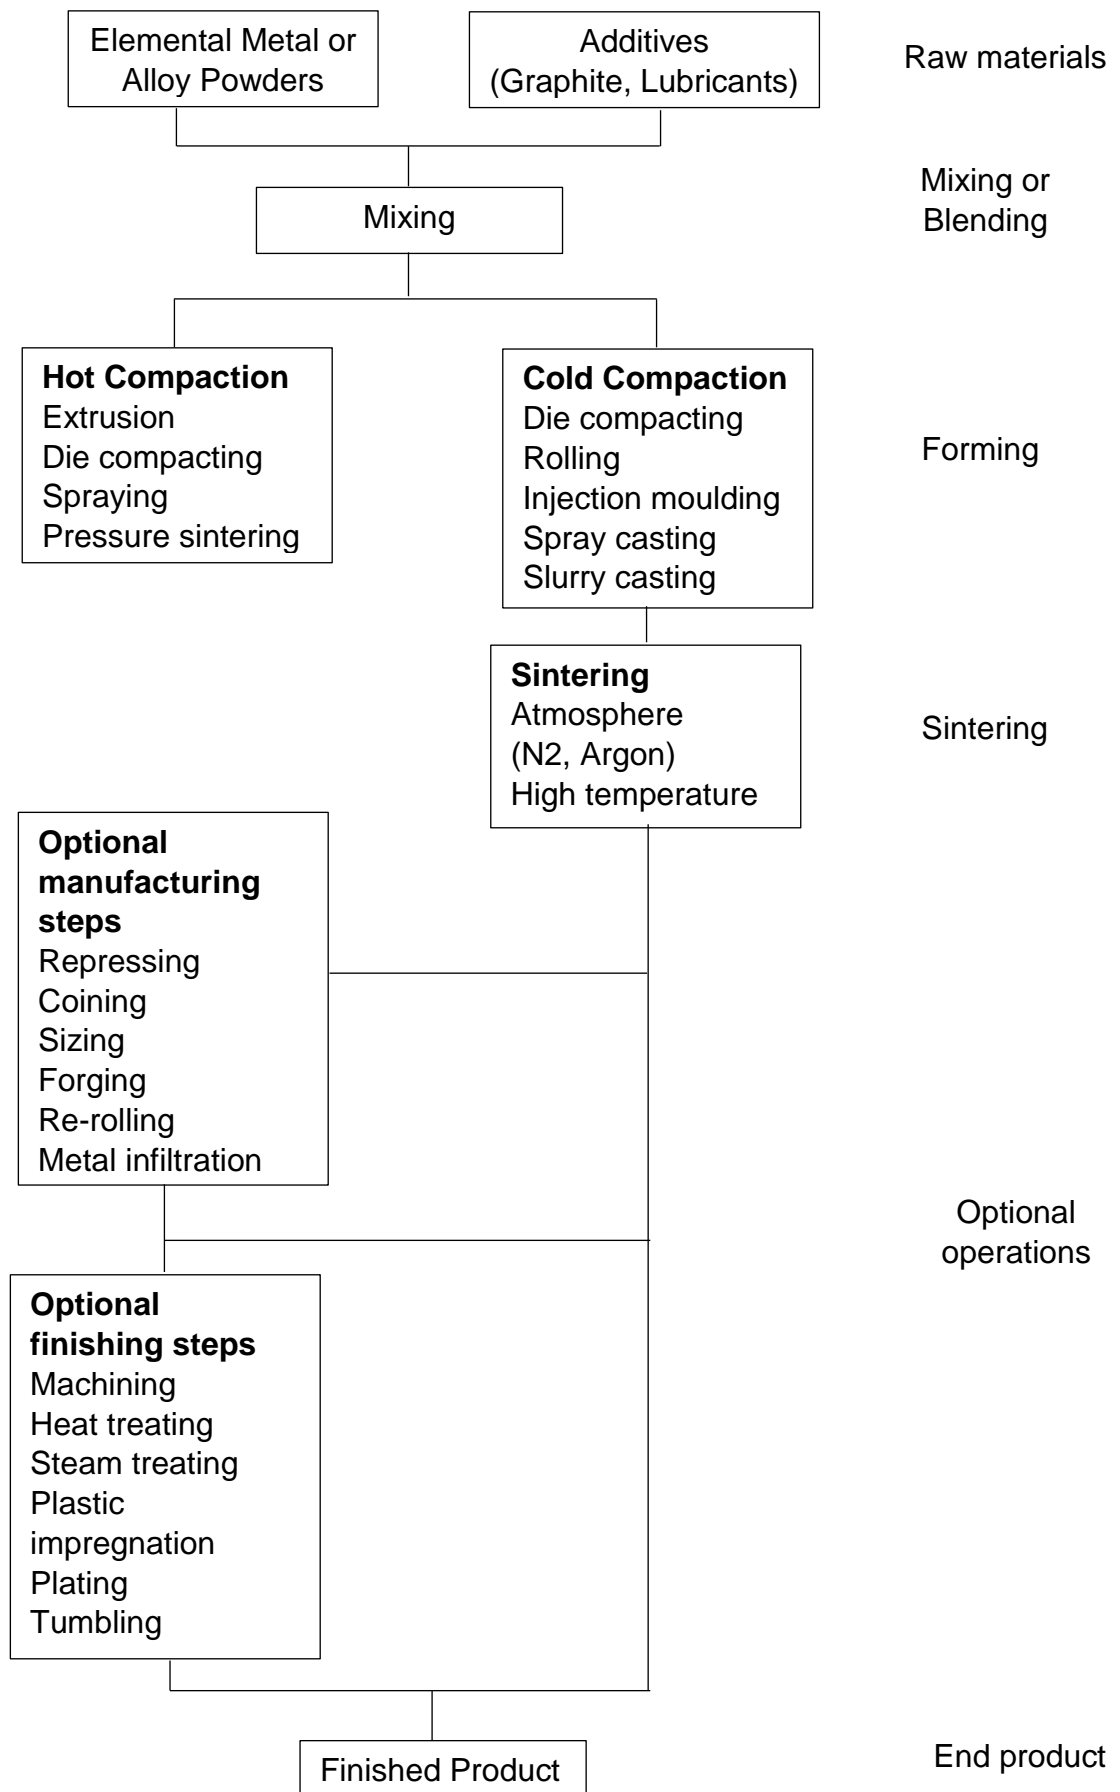 Elemental Metal or
Alloy Powders
Additives
(Graphite, Lubricants)
Raw materials
Mixing
Mixing or
Blending
Hot Compaction
Extrusion
Die compacting
Spraying
Pressure sintering
Cold Compaction
Die compacting
Rolling
Injection moulding
Spray casting
Slurry casting
Forming
Sintering
Atmosphere
(N2, Argon)
High temperature
Sintering
Optional
manufacturing
steps
Repressing
Coining
Sizing
Forging
Re-rolling
Metal infiltration
Optional
operations
Optional
finishing steps
Machining
Heat treating
Steam treating
Plastic
impregnation
Plating
Tumbling
Finished Product
End product